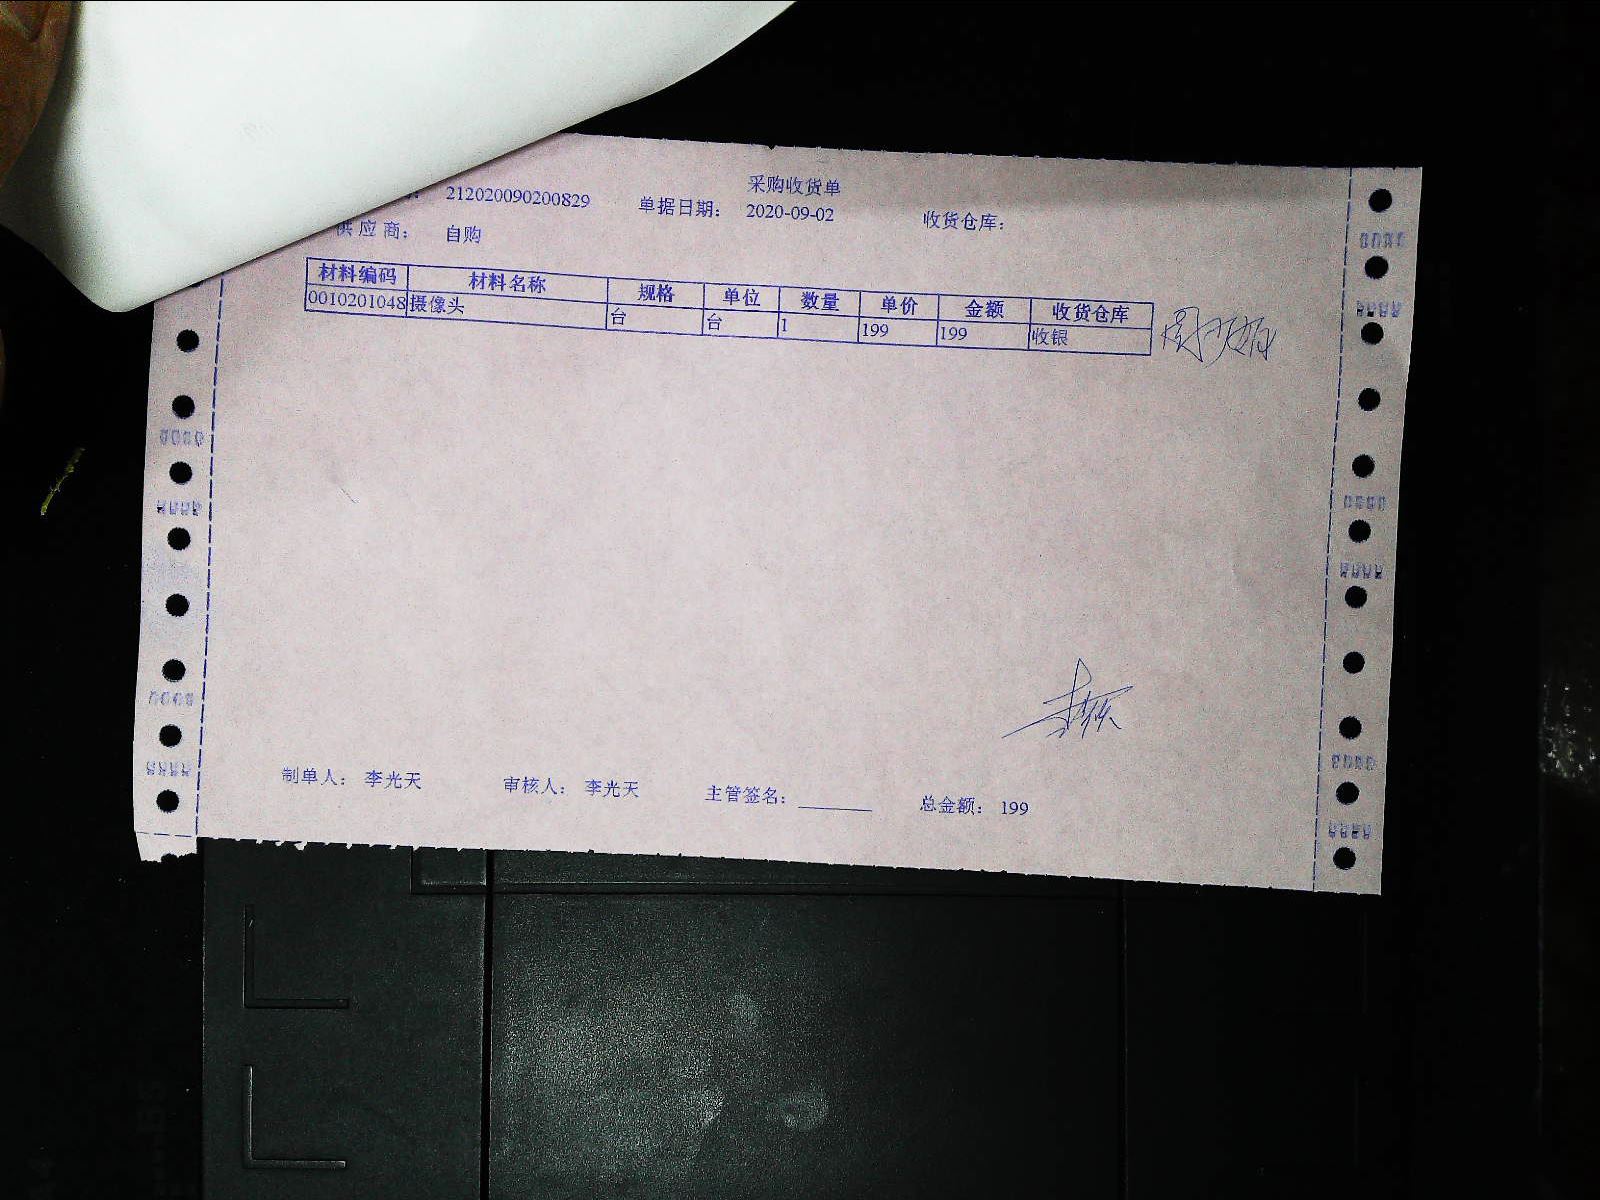 采购收货单
212020090200829 单据日期： 2020-09-02 收货仓库：
供应商： 自购
材料编码 材料名称 规格 单位 数量 单价 金额 收货仓库
0010201048 摄像头 台 台 1 199 199 收银
制单人： 李光天 审核人： 李光天 主管签名： ________ 总金额： 199